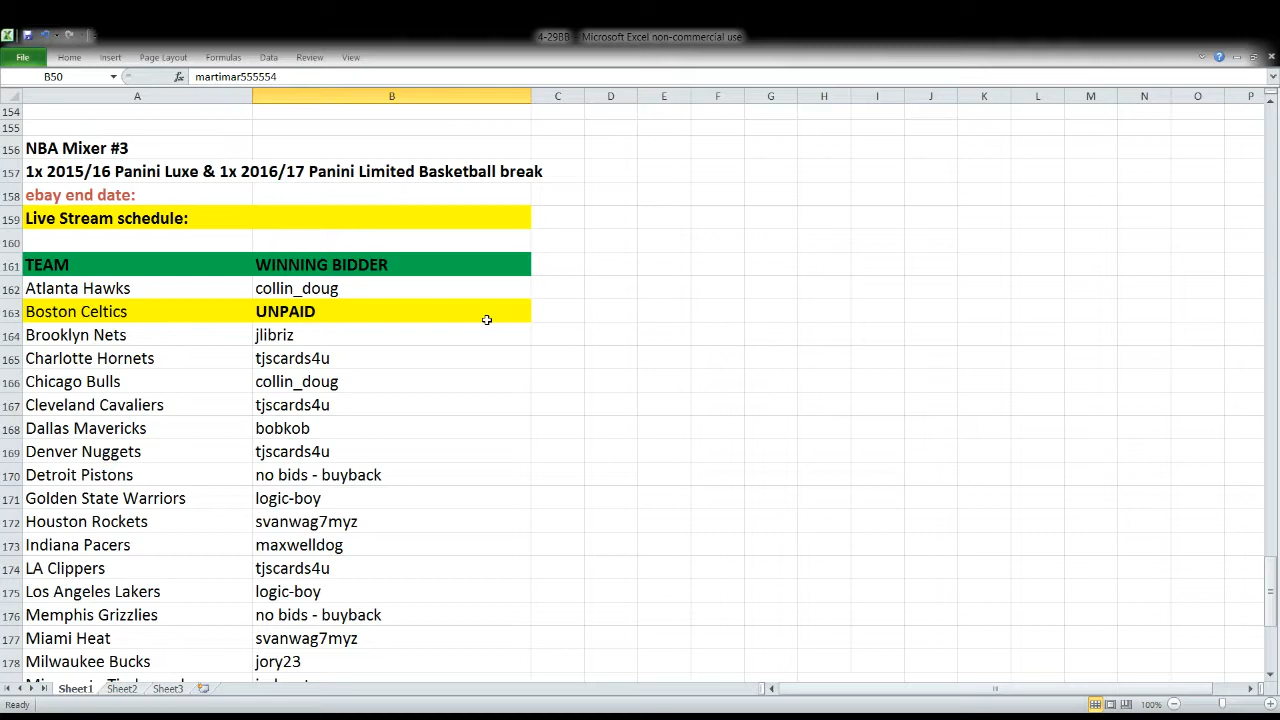 4-29BB - Microsoft Excel non-commercial use
File Home Insert Page Layout Formulas Data Review View
B50 fx martimar555554
A B C D E F G H I J K L M N O P
154
155
156 NBA Mixer #3
157 1x 2015/16 Panini Luxe & 1x 2016/17 Panini Limited Basketball break
158 ebay end date:
159 Live Stream schedule:
160
161 TEAM WINNING BIDDER
162 Atlanta Hawks collin_doug
163 Boston Celtics UNPAID
164 Brooklyn Nets jlibriz
165 Charlotte Hornets tjscards4u
166 Chicago Bulls collin_doug
167 Cleveland Cavaliers tjscards4u
168 Dallas Mavericks bobkob
169 Denver Nuggets tjscards4u
170 Detroit Pistons no bids - buyback
171 Golden State Warriors logic-boy
172 Houston Rockets svanwag7myz
173 Indiana Pacers maxwelldog
174 LA Clippers tjscards4u
175 Los Angeles Lakers logic-boy
176 Memphis Grizzlies no bids - buyback
177 Miami Heat svanwag7myz
178 Milwaukee Bucks jory23
Sheet1 Sheet2 Sheet3
Ready 100%